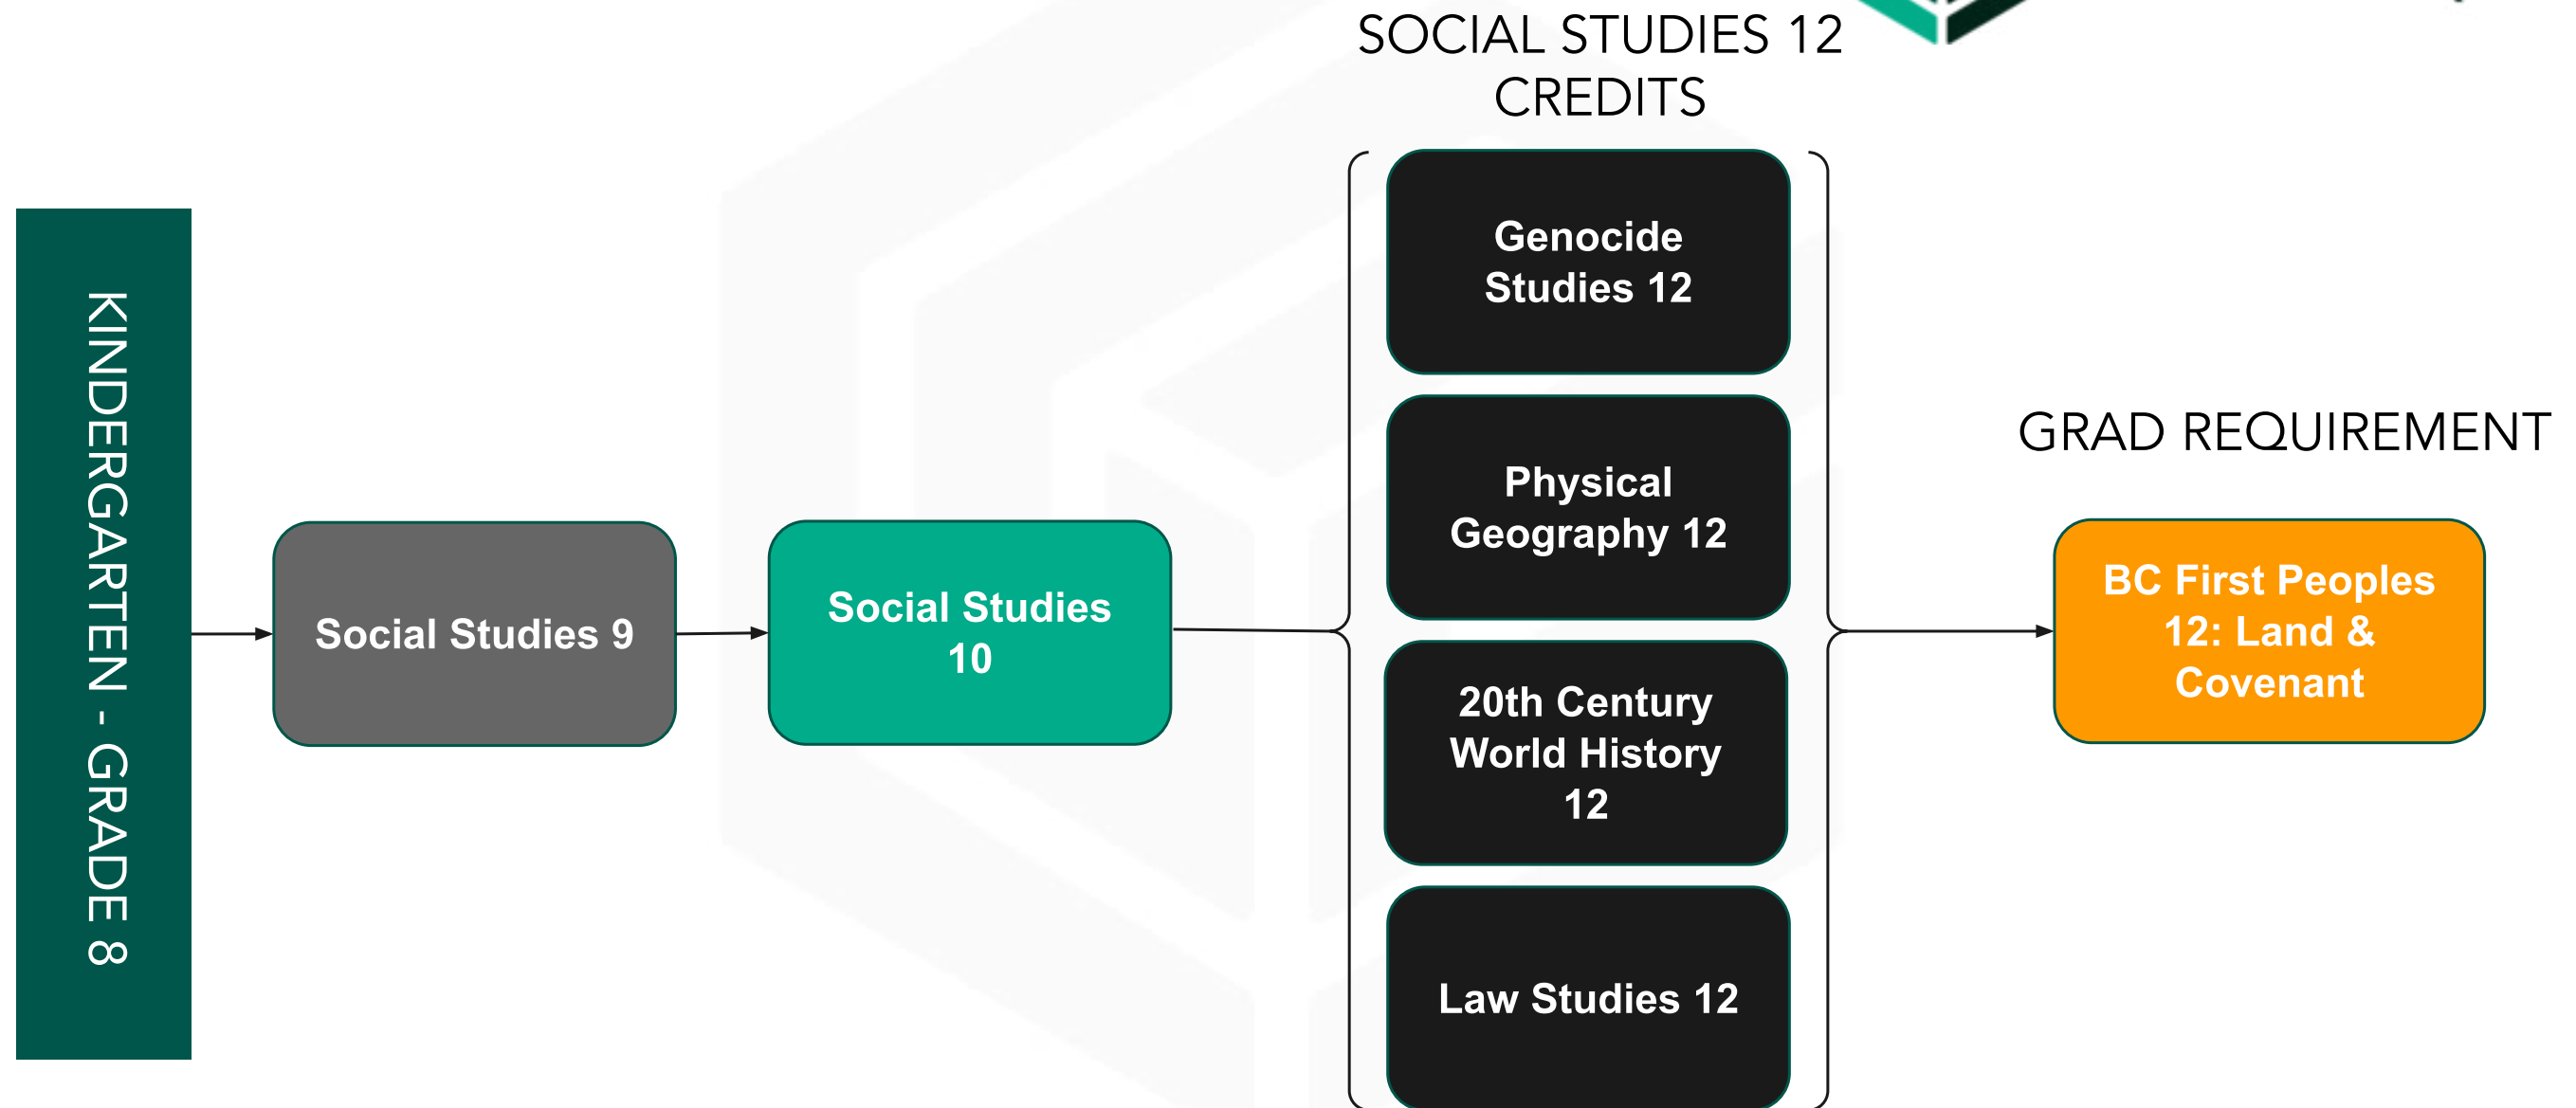 SOCIAL STUDIES 12
CREDITS
KINDERGARTEN - GRADE 8
Social Studies 9
Social Studies
10
Genocide
Studies 12
Physical
Geography 12
20th Century
World History
12
Law Studies 12
GRAD REQUIREMENT
BC First Peoples
12: Land &
Covenant